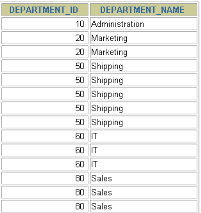 DEPARTMENT_ID DEPARTMENT_NAME
10 Administration
20 Marketing
20 Marketing
50 Shipping
50 Shipping
50 Shipping
50 Shipping
50 Shipping
60 IT
60 IT
60 IT
80 Sales
80 Sales
80 Sales